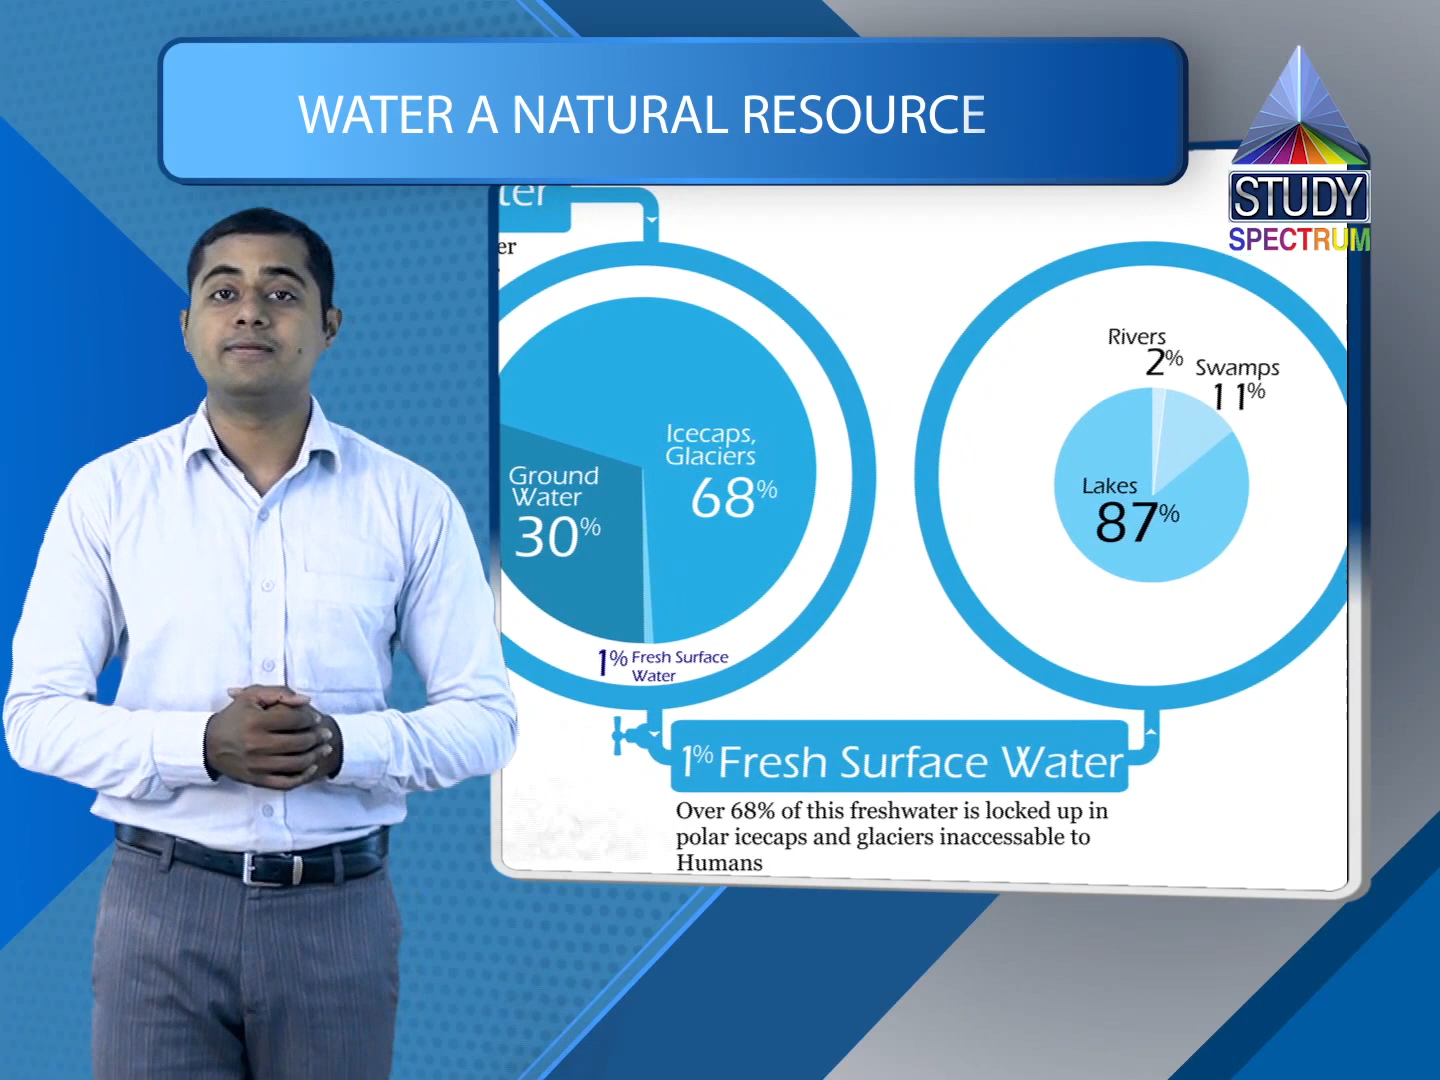 WATER A NATURAL RESOURCE
STUDY
SPECTRUM
ter
er
Rivers
2%
Swamps
11%
Icecaps,
Glaciers
68%
Ground
Water
30%
Lakes
87%
1% Fresh Surface
Water
1% Fresh Surface Water
Over 68% of this freshwater is locked up in
polar icecaps and glaciers inaccessable to
Humans